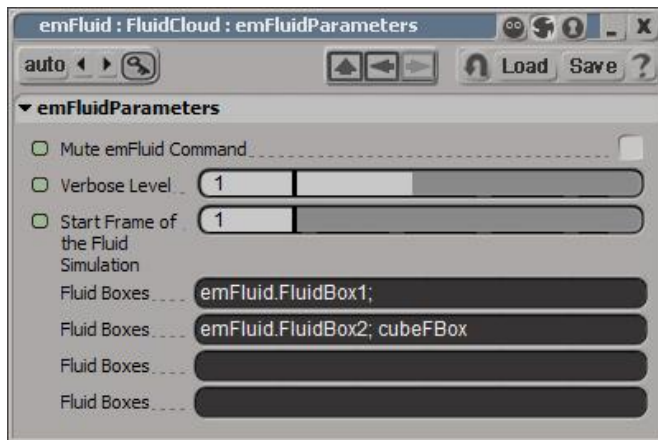 emFluid : FluidCloud : emFluidParameters
auto Load Save ?
emFluidParameters
Mute emFluid Command
Verbose Level 1
Start Frame of 1
the Fluid
Simulation
Fluid Boxes emFluid.FluidBox1;
Fluid Boxes emFluid.FluidBox2; cubeFBox
Fluid Boxes
Fluid Boxes